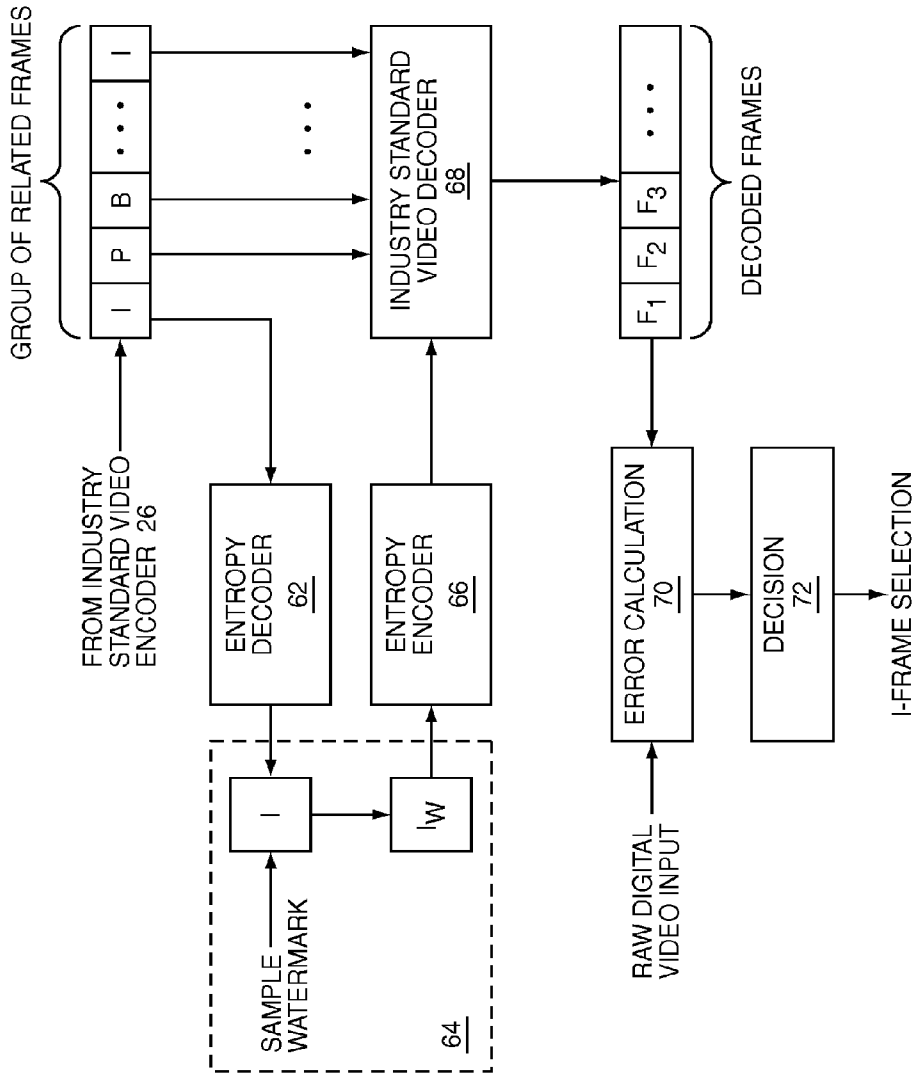 GROUP OF RELATED FRAMES
I P B ••• I
FROM INDUSTRY
STANDARD VIDEO
ENCODER 26
•••
ENTROPY
DECODER
62
SAMPLE
WATERMARK
I
IW
64
ENTROPY
ENCODER
66
INDUSTRY STANDARD
VIDEO DECODER
68
F1 F2 F3 •••
DECODED FRAMES
RAW DIGITAL
VIDEO INPUT
ERROR CALCULATION
70
DECISION
72
I-FRAME SELECTION